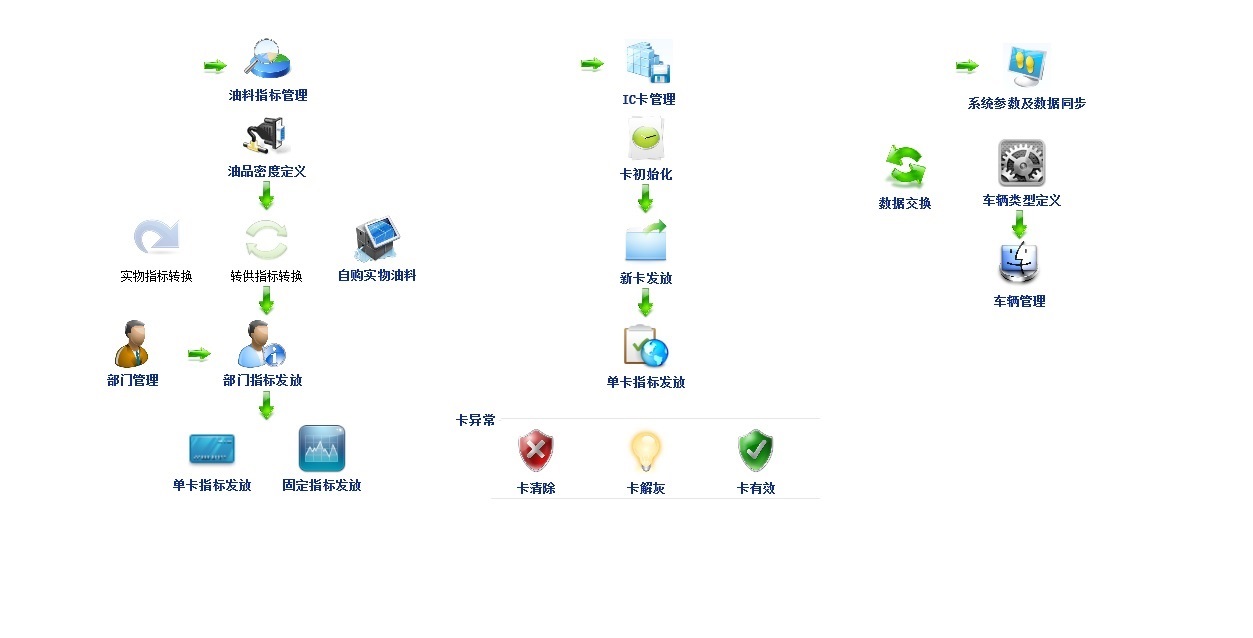 油料指标管理
油品密度定义
实物指标转换
转供指标转换
自购实物油料
部门管理
部门指标发放
单卡指标发放
固定指标发放
IC卡管理
卡初始化
新卡发放
单卡指标发放
卡异常
卡清除
卡解灰
卡有效
系统参数及数据同步
数据交换
车辆类型定义
车辆管理